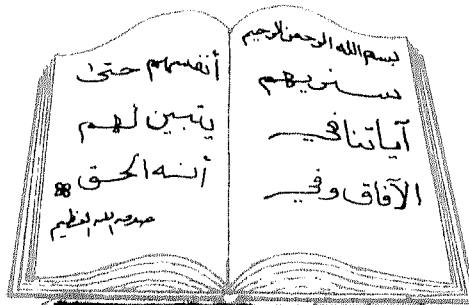 بسم الله الرحمن الرحيم
سنريهم
آياتنا في
الآفاق وفي
أنفسهم حتى
يتبين لهم
أنه الحق
صدق الله العظيم